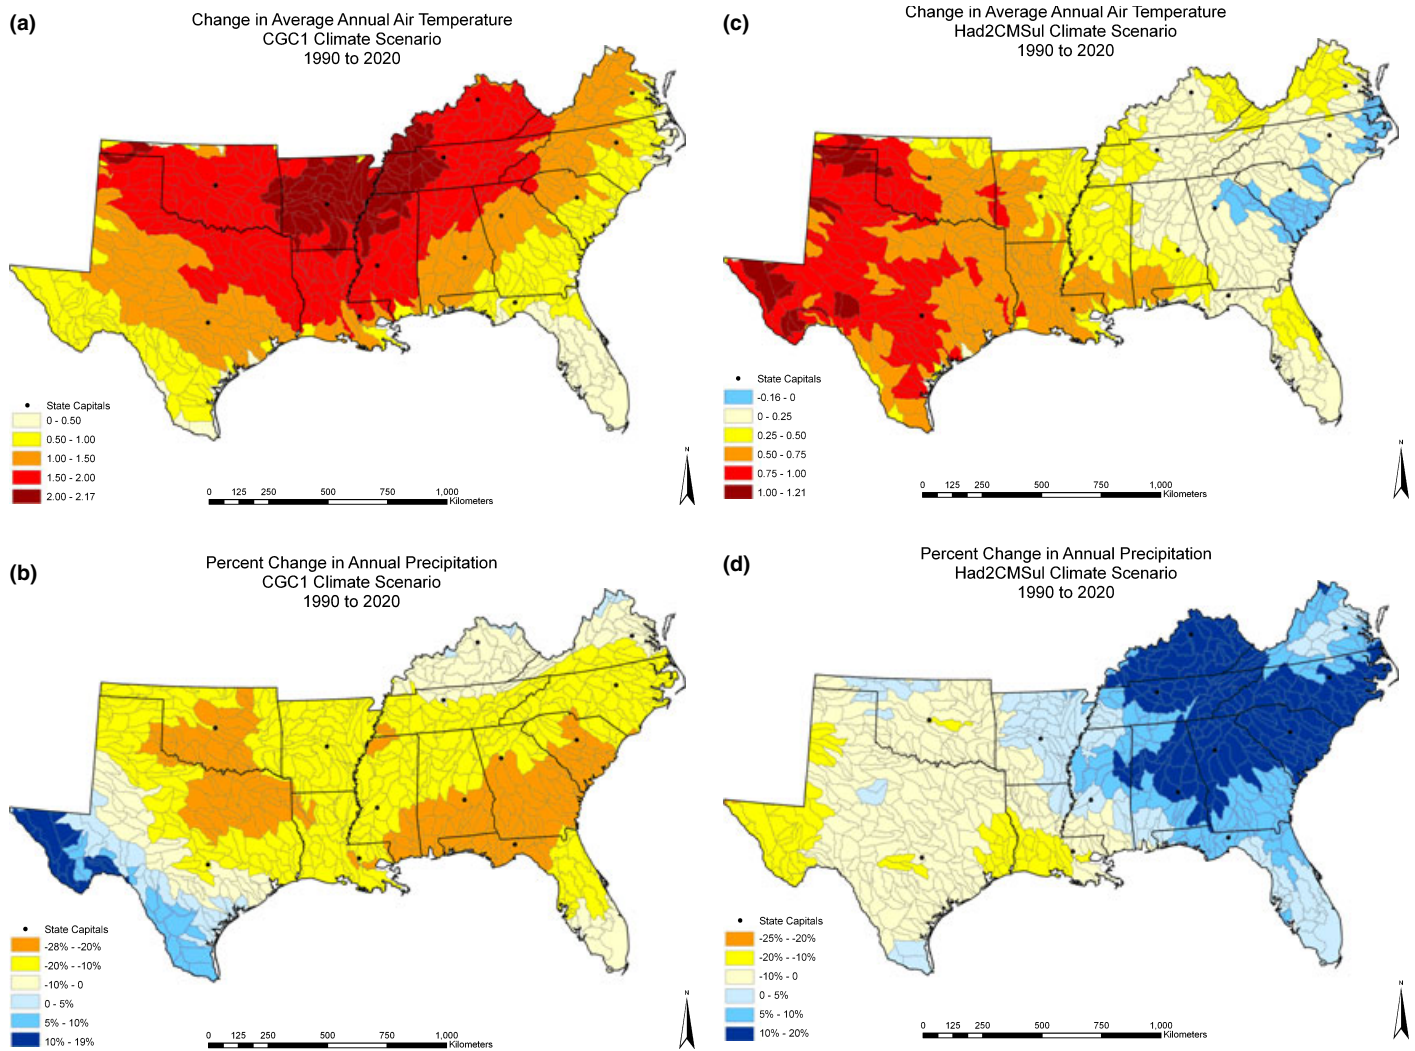 (a)
Change in Average Annual Air Temperature
CGC1 Climate Scenario
1990 to 2020
State Capitals
0 - 0.50
0.50 - 1.00
1.00 - 1.50
1.50 - 2.00
2.00 - 2.17
0 125 250 500 750 1,000
Kilometers
N
(c)
Change in Average Annual Air Temperature
Had2CMSul Climate Scenario
1990 to 2020
State Capitals
-0.16 - 0
0 - 0.25
0.25 - 0.50
0.50 - 0.75
0.75 - 1.00
1.00 - 1.21
0 125 250 500 750 1,000
Kilometers
N
(b)
Percent Change in Annual Precipitation
CGC1 Climate Scenario
1990 to 2020
State Capitals
-28% - -20%
-20% - -10%
-10% - 0
0 - 5%
5% - 10%
10% - 19%
0 125 250 500 750 1,000
Kilometers
N
(d)
Percent Change in Annual Precipitation
Had2CMSul Climate Scenario
1990 to 2020
State Capitals
-25% - -20%
-20% - -10%
-10% - 0
0 - 5%
5% - 10%
10% - 20%
0 125 250 500 750 1,000
Kilometers
N